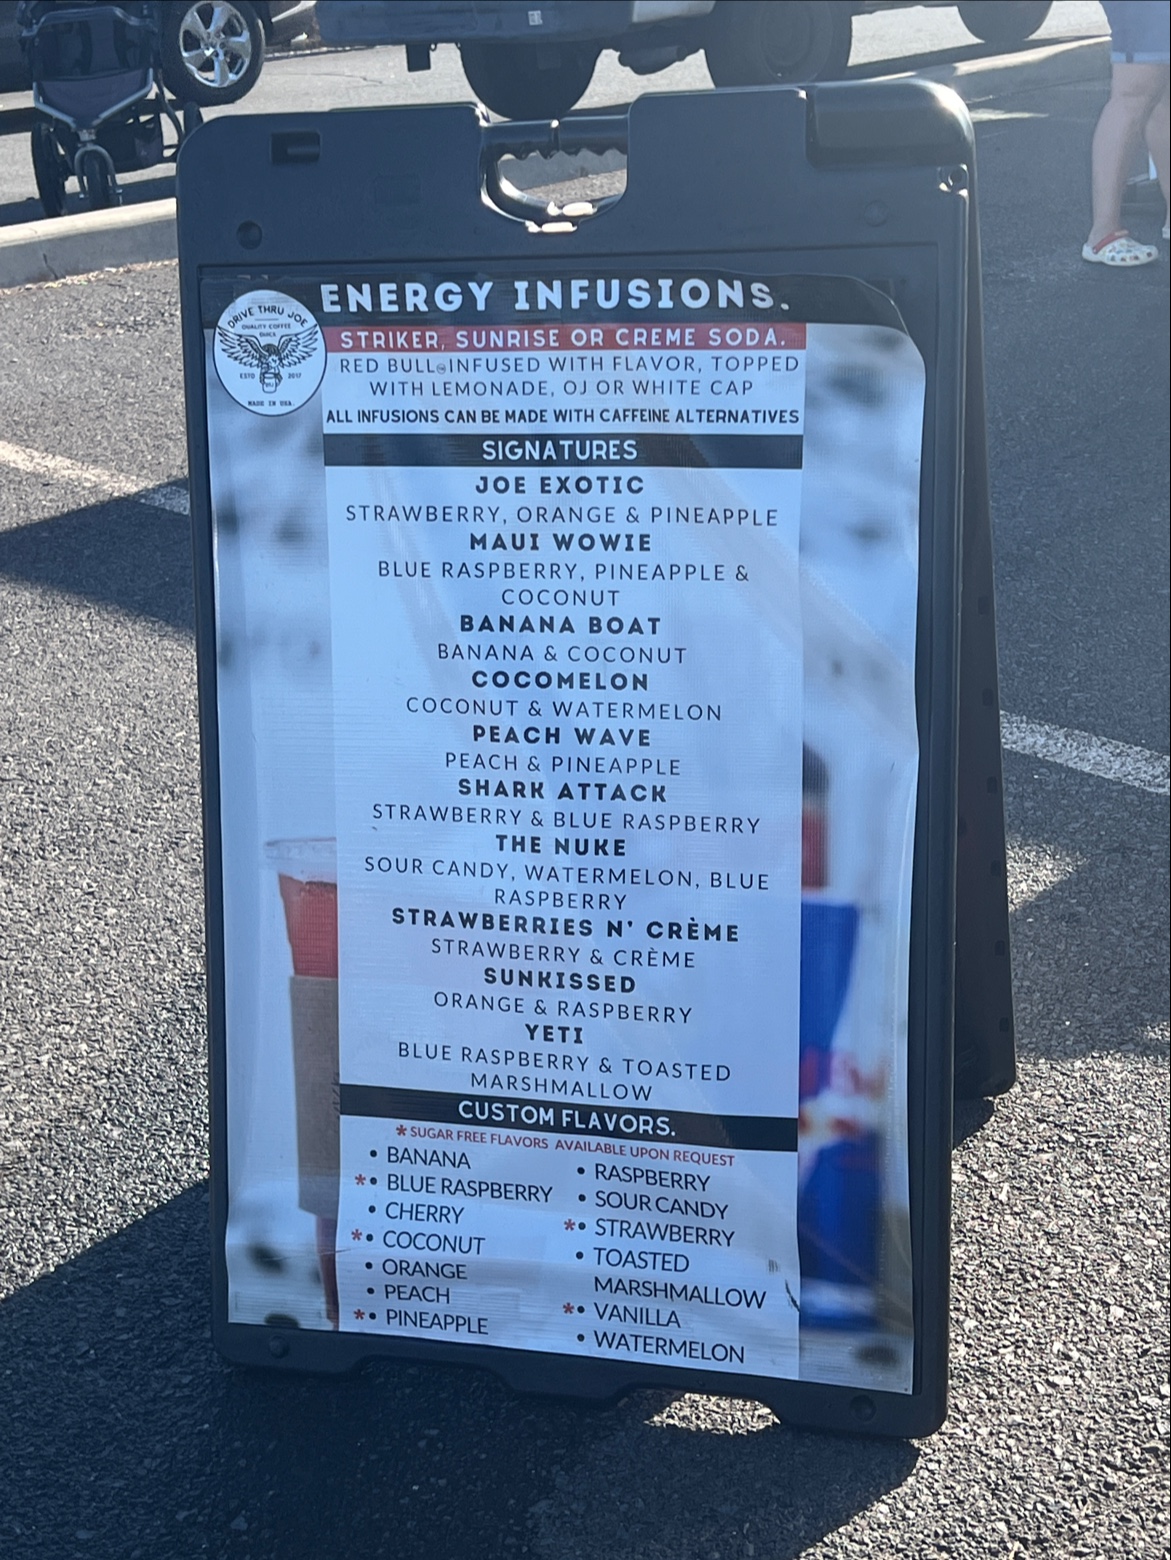 ENERGY INFUSIONS.
DRIVE THRU JOE
QUALITY COFFEE
QUICK
ESTD 2017
MADE IN USA
STRIKER, SUNRISE OR CREME SODA.
RED BULL® INFUSED WITH FLAVOR, TOPPED
WITH LEMONADE, OJ OR WHITE CAP
ALL INFUSIONS CAN BE MADE WITH CAFFEINE ALTERNATIVES
SIGNATURES
JOE EXOTIC
STRAWBERRY, ORANGE & PINEAPPLE
MAUI WOWIE
BLUE RASPBERRY, PINEAPPLE &
COCONUT
BANANA BOAT
BANANA & COCONUT
COCOMELON
COCONUT & WATERMELON
PEACH WAVE
PEACH & PINEAPPLE
SHARK ATTACK
STRAWBERRY & BLUE RASPBERRY
THE NUKE
SOUR CANDY, WATERMELON, BLUE
RASPBERRY
STRAWBERRIES N' CRÈME
STRAWBERRY & CRÈME
SUNKISSED
ORANGE & RASPBERRY
YETI
BLUE RASPBERRY & TOASTED
MARSHMALLOW
CUSTOM FLAVORS.
*SUGAR FREE FLAVORS AVAILABLE UPON REQUEST
• BANANA
*• BLUE RASPBERRY
• CHERRY
*• COCONUT
• ORANGE
• PEACH
*• PINEAPPLE
• RASPBERRY
• SOUR CANDY
*• STRAWBERRY
• TOASTED
MARSHMALLOW
*• VANILLA
• WATERMELON